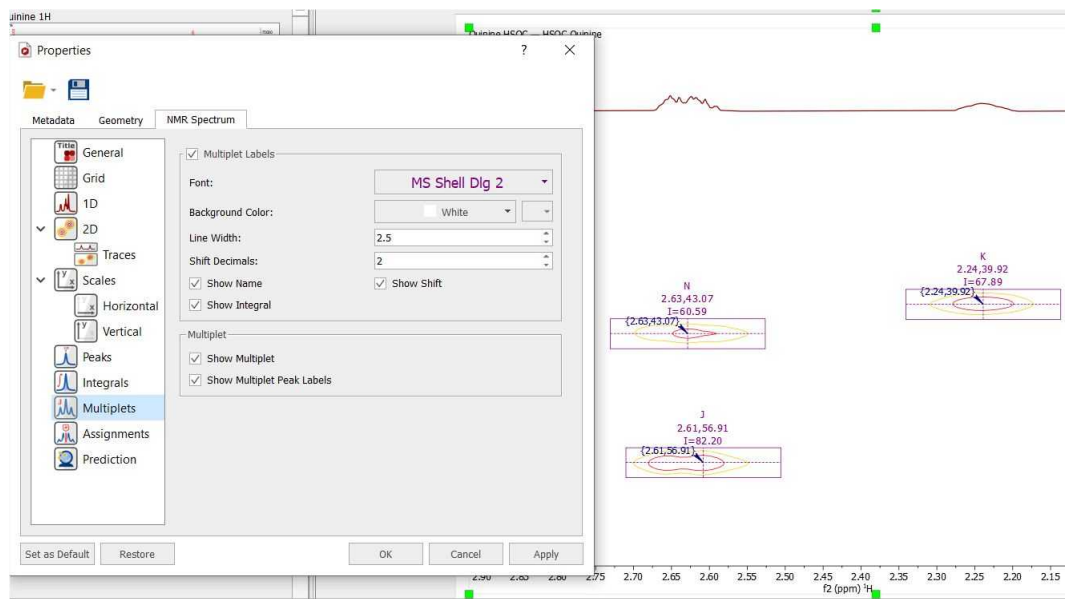 uinine 1H
Quinine HSQC — HSQC Quinine
Properties
?
Metadata
Geometry
NMR Spectrum
Title
General
Grid
1D
2D
Traces
Scales
Horizontal
Vertical
Peaks
Integrals
Multiplets
Assignments
Prediction
Multiplet Labels
Font:
MS Shell Dlg 2
Background Color:
White
Line Width:
2.5
Shift Decimals:
2
Show Name
Show Shift
Show Integral
Multiplet
Show Multiplet
Show Multiplet Peak Labels
Set as Default
Restore
OK
Cancel
Apply
K
2.24,39.92
I=67.89
{2.24,39.92}
N
2.63,43.07
I=60.59
{2.63,43.07}
J
2.61,56.91
I=82.20
{2.61,56.91}
2.90 2.85 2.80 2.75 2.70 2.65 2.60 2.55 2.50 2.45 2.40 2.35 2.30 2.25 2.20 2.15
f2 (ppm) ¹H